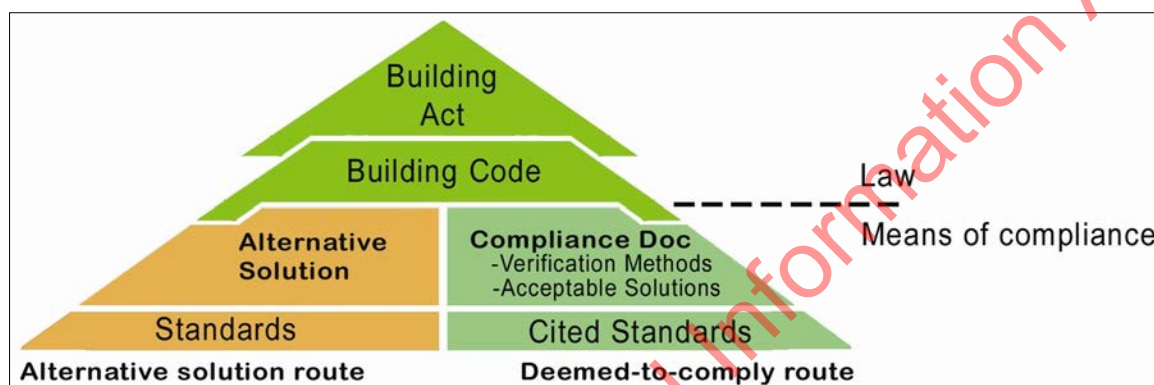 Building
Act
Building Code
Law
Means of compliance
Alternative
Solution
Compliance Doc
-Verification Methods
-Acceptable Solutions
Standards
Cited Standards
Alternative solution route
Deemed-to-comply route
Information